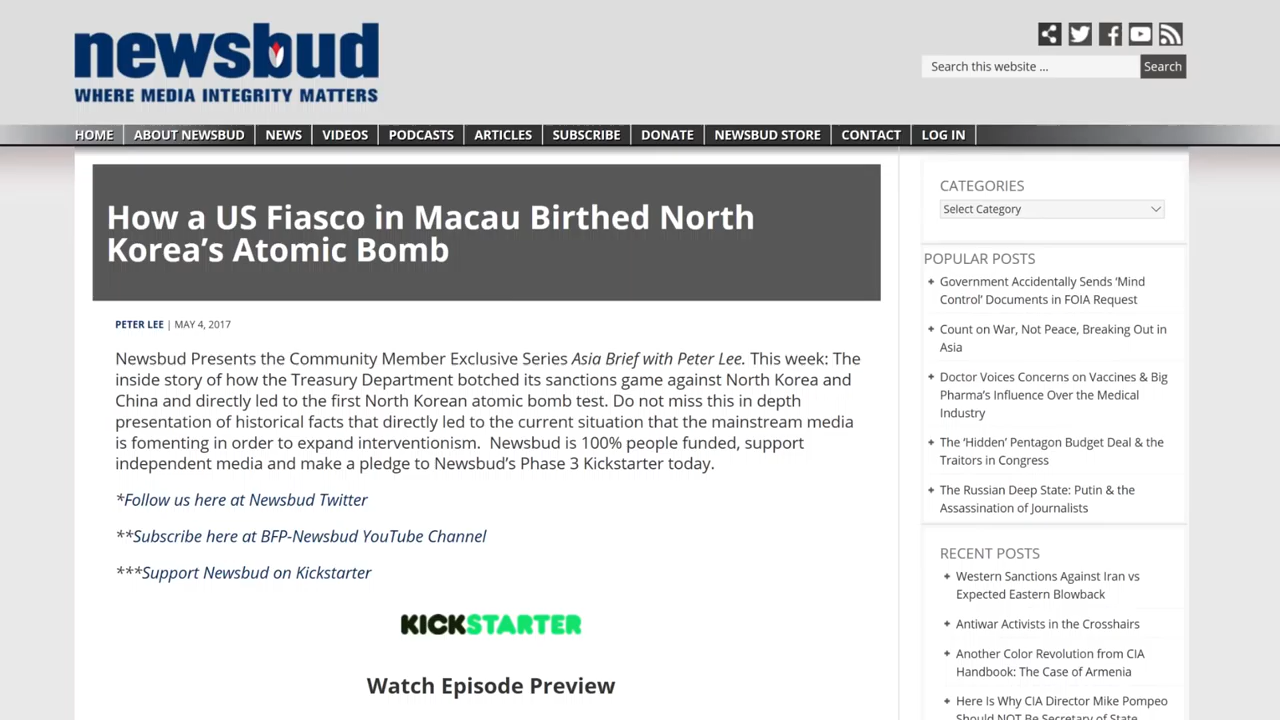 newsbud
WHERE MEDIA INTEGRITY MATTERS
Search this website ...
Search
HOME
ABOUT NEWSBUD
NEWS
VIDEOS
PODCASTS
ARTICLES
SUBSCRIBE
DONATE
NEWSBUD STORE
CONTACT
LOG IN
How a US Fiasco in Macau Birthed North
Korea’s Atomic Bomb
PETER LEE | MAY 4, 2017
Newsbud Presents the Community Member Exclusive Series Asia Brief with Peter Lee. This week: The
inside story of how the Treasury Department botched its sanctions game against North Korea and
China and directly led to the first North Korean atomic bomb test. Do not miss this in depth
presentation of historical facts that directly led to the current situation that the mainstream media
is fomenting in order to expand interventionism.  Newsbud is 100% people funded, support
independent media and make a pledge to Newsbud’s Phase 3 Kickstarter today.
*Follow us here at Newsbud Twitter
**Subscribe here at BFP-Newsbud YouTube Channel
***Support Newsbud on Kickstarter
KICKSTARTER
Watch Episode Preview
CATEGORIES
Select Category
POPULAR POSTS
Government Accidentally Sends ‘Mind
Control’ Documents in FOIA Request
Count on War, Not Peace, Breaking Out in
Asia
Doctor Voices Concerns on Vaccines & Big
Pharma’s Influence Over the Medical
Industry
The ‘Hidden’ Pentagon Budget Deal & the
Traitors in Congress
The Russian Deep State: Putin & the
Assassination of Journalists
RECENT POSTS
Western Sanctions Against Iran vs
Expected Eastern Blowback
Antiwar Activists in the Crosshairs
Another Color Revolution from CIA
Handbook: The Case of Armenia
Here Is Why CIA Director Mike Pompeo
Should NOT Be Secretary of State